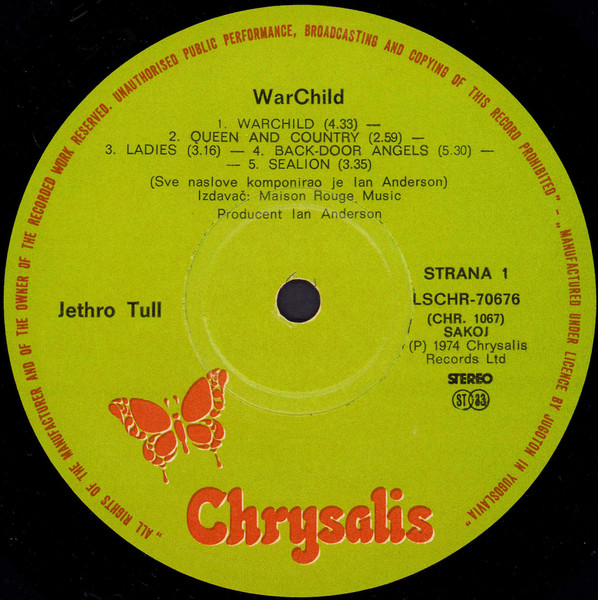 "ALL RIGHTS OF THE MANUFACTURER AND OF THE OWNER OF THE RECORDED WORK RESERVED. UNAUTHORISED PUBLIC PERFORMANCE, BROADCASTING AND COPYING OF THIS RECORD PROHIBITED" - "MANUFACTURED UNDER LICENCE BY JUGOTON IN YUGOSLAVIA"
WarChild
1. WARCHILD (4.33) —
2. QUEEN AND COUNTRY (2.59) —
3. LADIES (3.16) — 4. BACK-DOOR ANGELS (5.30) —
— 5. SEALION (3.35)
(Sve naslove komponirao je Ian Anderson)
Izdavač: Maison Rouge Music
Producent Ian Anderson
Jethro Tull
STRANA 1
LSCHR-70676
(CHR. 1067)
SAKOJ
(P) 1974 Chrysalis
Records Ltd
STEREO
ST 33
Chrysalis